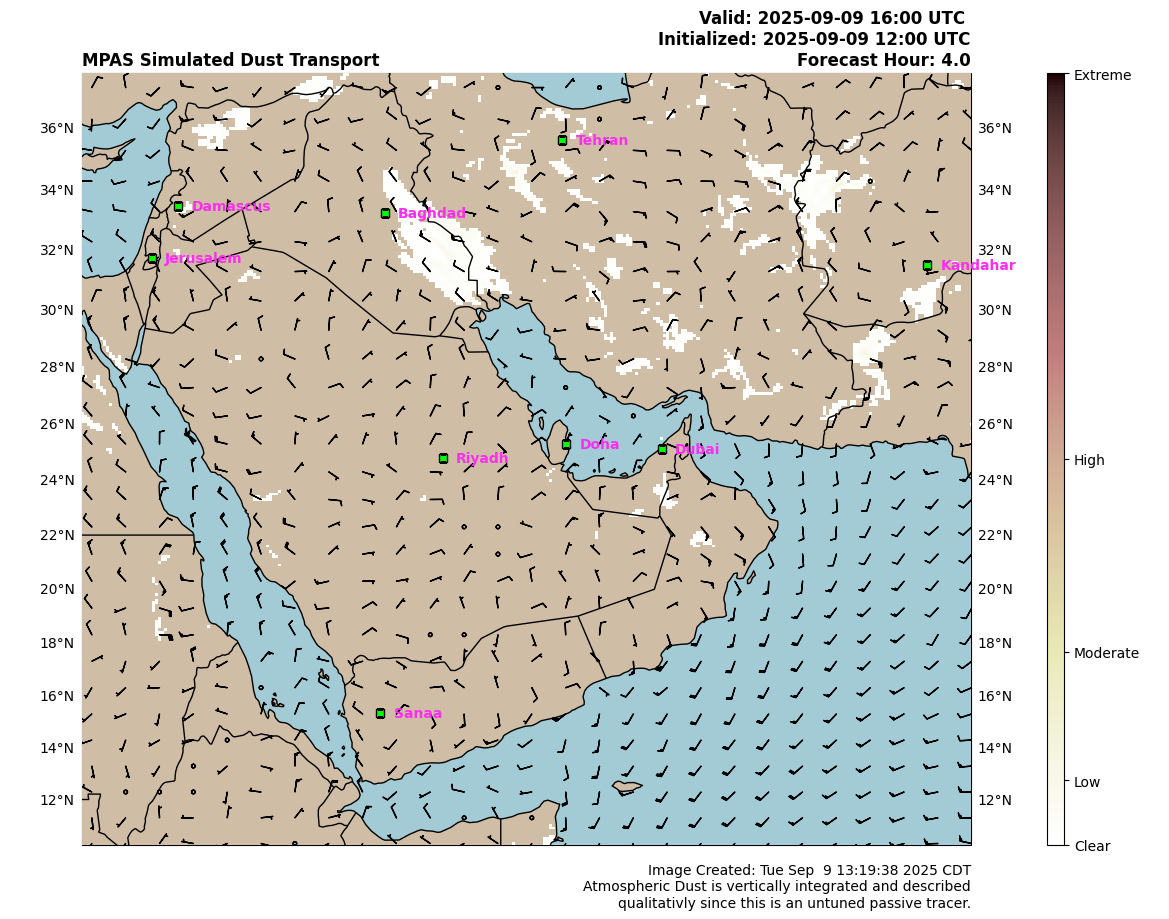 Valid: 2025-09-09 16:00 UTC
Initialized: 2025-09-09 12:00 UTC
MPAS Simulated Dust Transport
Forecast Hour: 4.0
Extreme
36°N
36°N
Tehran
34°N
34°N
Damascus
Baghdad
32°N
32°N
Jerusalem
Kandahar
30°N
30°N
28°N
28°N
26°N
26°N
Doha
Dubai
Riyadh
High
24°N
24°N
22°N
22°N
20°N
20°N
18°N
18°N
Moderate
16°N
16°N
Sanaa
14°N
14°N
Low
12°N
12°N
Clear
Image Created: Tue Sep  9 13:19:38 2025 CDT
Atmospheric Dust is vertically integrated and described
qualitativly since this is an untuned passive tracer.